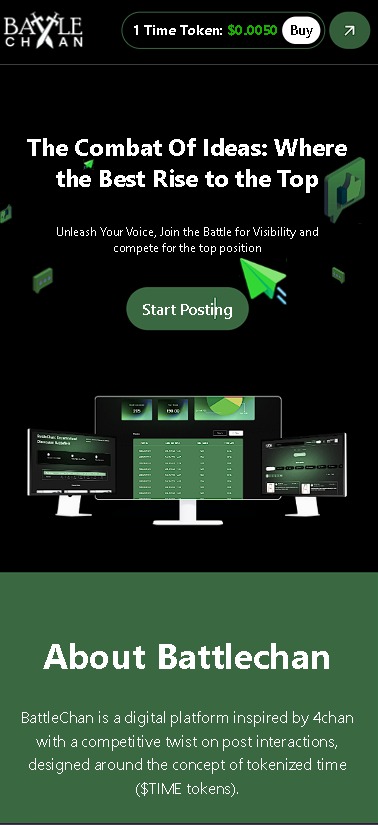 BATTLE
CHAN
1 Time Token: $0.0050 Buy
The Combat Of Ideas: Where
the Best Rise to the Top
Unleash Your Voice, Join the Battle for Visibility and
compete for the top position
Start Posting
About Battlechan
BattleChan is a digital platform inspired by 4chan
with a competitive twist on post interactions,
designed around the concept of tokenized time
($TIME tokens).